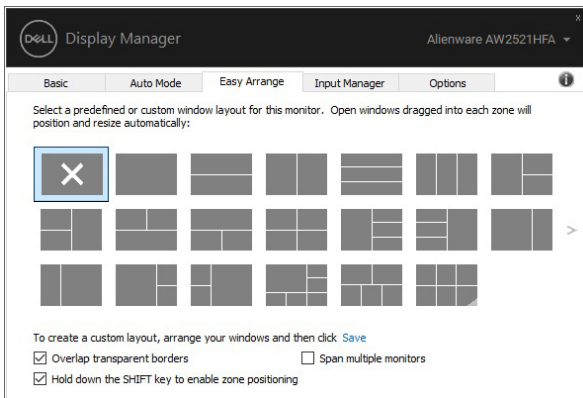 DELL Display Manager
Alienware AW2521HFA
Basic Auto Mode Easy Arrange Input Manager Options
Select a predefined or custom window layout for this monitor. Open windows dragged into each zone will
position and resize automatically:
To create a custom layout, arrange your windows and then click Save
Overlap transparent borders
Span multiple monitors
Hold down the SHIFT key to enable zone positioning